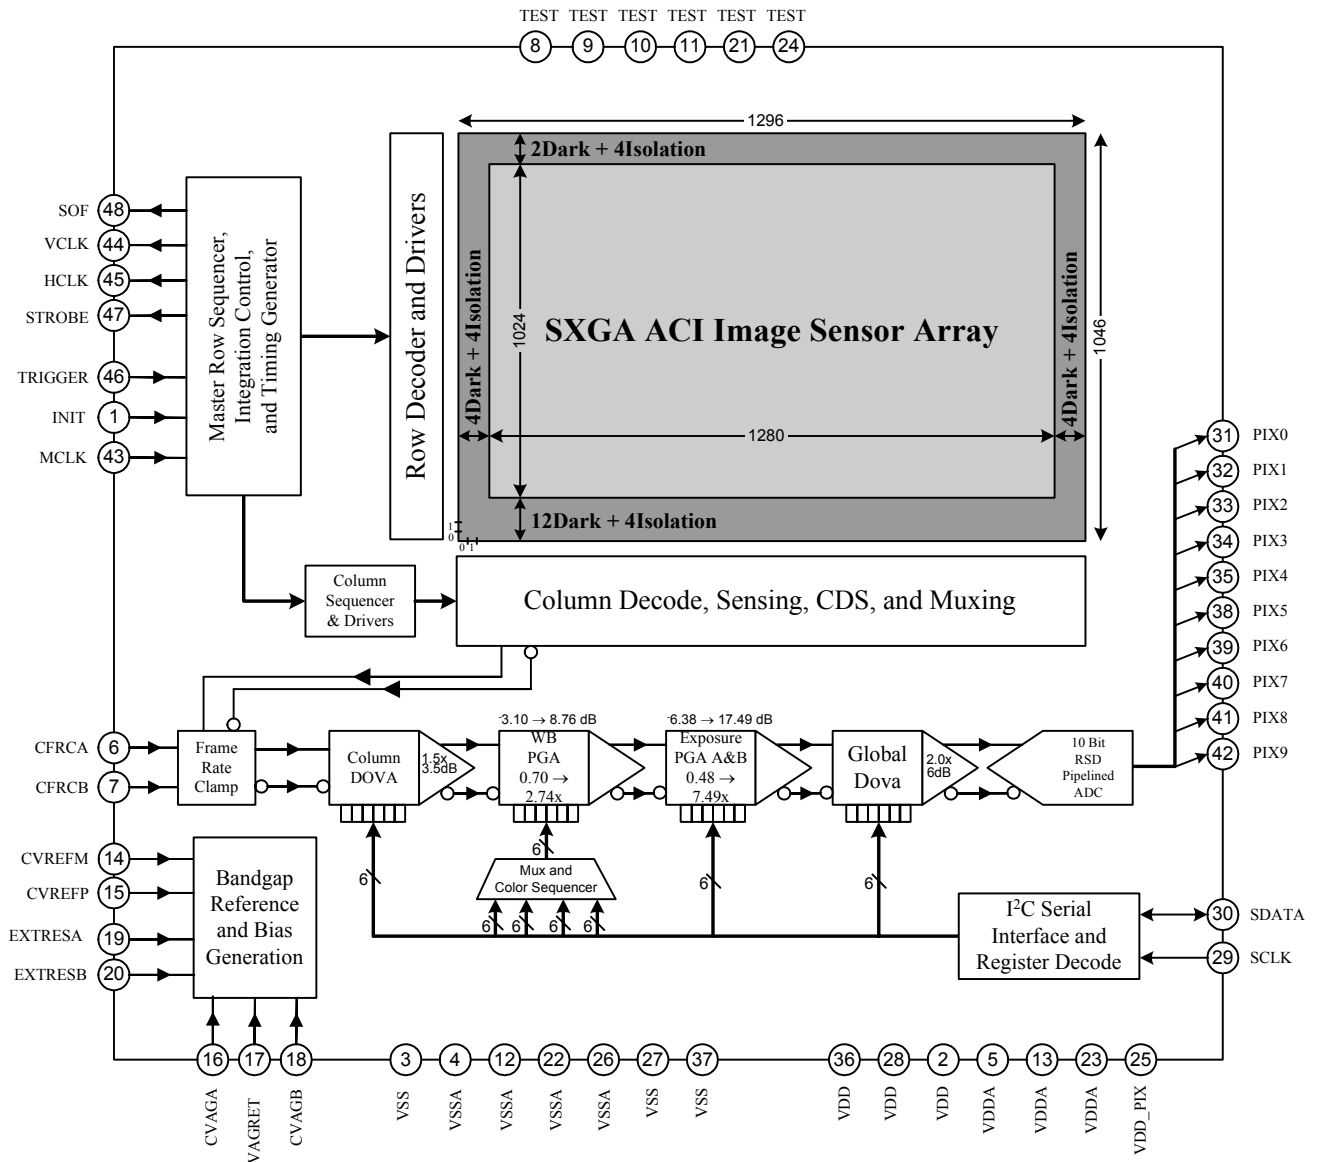 TEST TEST TEST TEST TEST TEST
8 9 10 11 21 24
1296
2Dark + 4Isolation
SOF 48
VCLK 44
HCLK 45
STROBE 47
TRIGGER 46
INIT 1
MCLK 43
Master Row Sequencer,
Integration Control,
and Timing Generator
Row Decoder and Drivers
4Dark + 4Isolation
1024
SXGA ACI Image Sensor Array
4Dark + 4Isolation
1046
1280
12Dark + 4Isolation
1
0
0 1
31 PIX0
32 PIX1
33 PIX2
34 PIX3
35 PIX4
38 PIX5
39 PIX6
40 PIX7
41 PIX8
42 PIX9
Column
Sequencer
& Drivers
Column Decode, Sensing, CDS, and Muxing
CFRCA 6
CFRCB 7
Frame
Rate
Clamp
Column
DOVA
1.5x
3.5dB
-3.10 → 8.76 dB
WB
PGA
0.70 →
2.74x
-6.38 → 17.49 dB
Exposure
PGA A&B
0.48 →
7.49x
Global
Dova
2.0x
6dB
10 Bit
RSD
Pipelined
ADC
6
6
6
6
Mux and
Color Sequencer
6 6 6 6
CVREFM 14
CVREFP 15
EXTRESA 19
EXTRESB 20
Bandgap
Reference
and Bias
Generation
I2C Serial
Interface and
Register Decode
30 SDATA
29 SCLK
16 17 18 3 4 12 22 26 27 37 36 28 2 5 13 23 25
CVAGA VAGRET CVAGB VSS VSSA VSSA VSSA VSSA VSS VSS VDD VDD VDD VDDA VDDA VDDA VDD_PIX